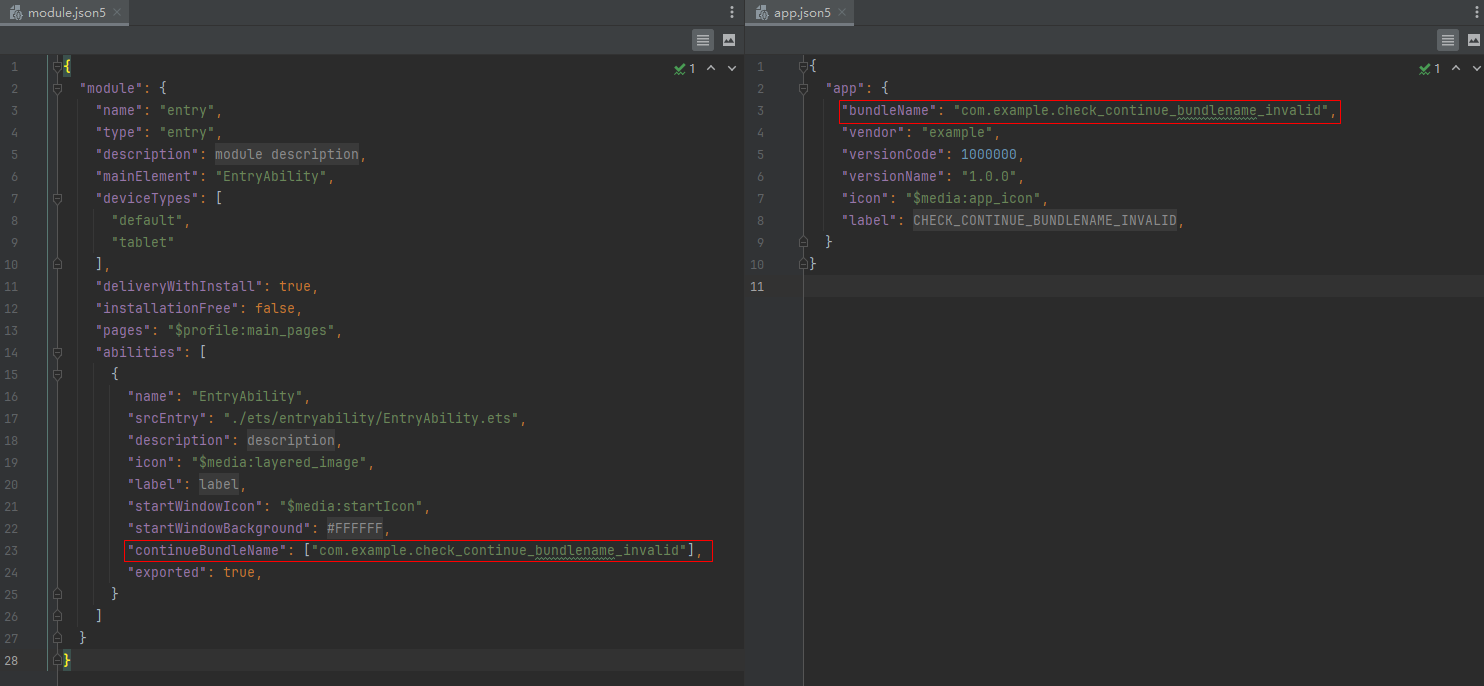 module.json5
1 {
2 "module": {
3 "name": "entry",
4 "type": "entry",
5 "description": module description,
6 "mainElement": "EntryAbility",
7 "deviceTypes": [
8 "default",
9 "tablet"
10 ],
11 "deliveryWithInstall": true,
12 "installationFree": false,
13 "pages": "$profile:main_pages",
14 "abilities": [
15 {
16 "name": "EntryAbility",
17 "srcEntry": "./ets/entryability/EntryAbility.ets",
18 "description": description,
19 "icon": "$media:layered_image",
20 "label": label,
21 "startWindowIcon": "$media:startIcon",
22 "startWindowBackground": #FFFFFF,
23 "continueBundleName": ["com.example.check_continue_bundlename_invalid"],
24 "exported": true,
25 }
26 ]
27 }
28 }
1
app.json5
1 {
2 "app": {
3 "bundleName": "com.example.check_continue_bundlename_invalid",
4 "vendor": "example",
5 "versionCode": 1000000,
6 "versionName": "1.0.0",
7 "icon": "$media:app_icon",
8 "label": CHECK_CONTINUE_BUNDLENAME_INVALID,
9 }
10 }
11
1